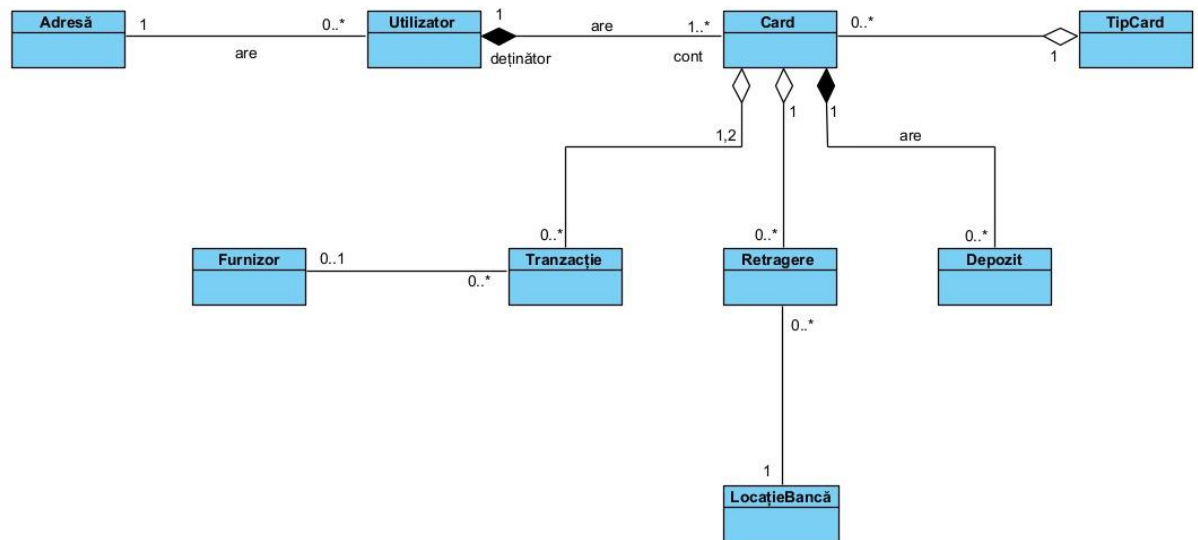 Adresă
1
0..*
are
Utilizator
1
are
1..*
deținător
cont
Card
0..*
1
TipCard
1,2
1
1
are
0..*
0..*
0..*
Furnizor
0..1
0..*
Tranzacție
Retragere
Depozit
0..*
1
LocațieBancă